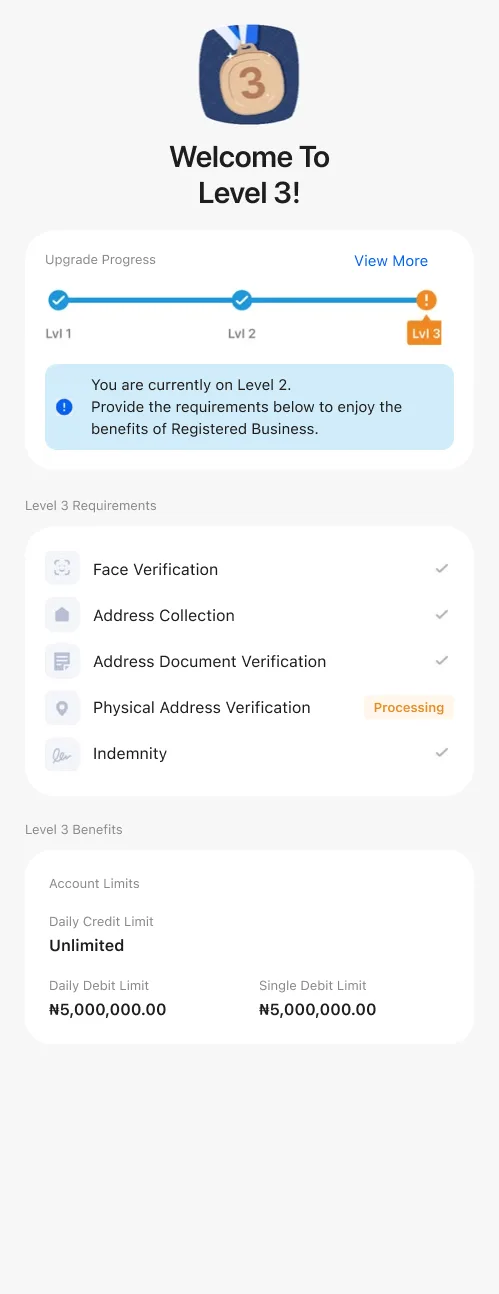 3
Welcome To
Level 3!
Upgrade Progress
View More
Lvl 1
Lvl 2
Lvl 3
You are currently on Level 2.
Provide the requirements below to enjoy the
benefits of Registered Business.
Level 3 Requirements
Face Verification
Address Collection
Address Document Verification
Physical Address Verification
Processing
Indemnity
Level 3 Benefits
Account Limits
Daily Credit Limit
Unlimited
Daily Debit Limit
Single Debit Limit
₦5,000,000.00
₦5,000,000.00